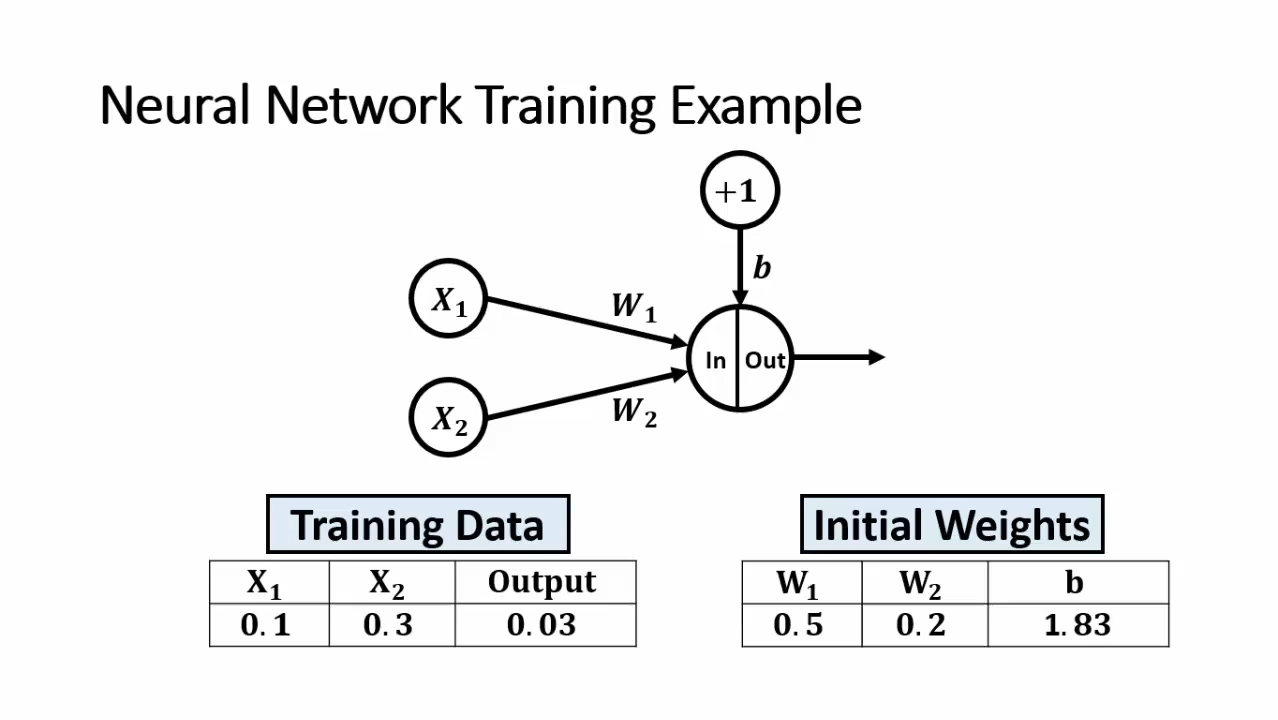 Neural Network Training Example
+1
b
X₁
W₁
In
Out
X₂
W₂
Training Data
X₁ X₂ Output
0.1 0.3 0.03
Initial Weights
W₁ W₂ b
0.5 0.2 1.83